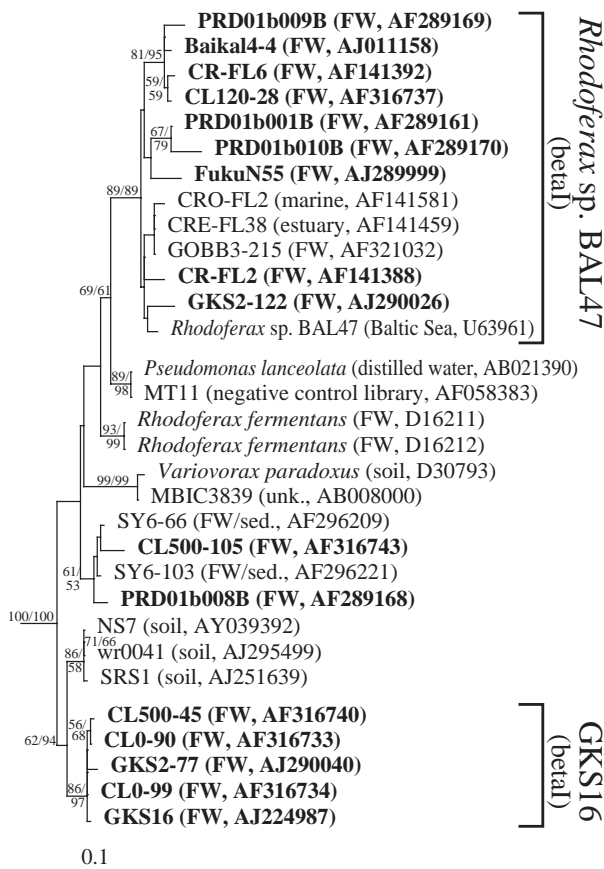 PRD01b009B (FW, AF289169)
81/95
Baikal4-4 (FW, AJ011158)
CR-FL6 (FW, AF141392)
59/
59
CL120-28 (FW, AF316737)
PRD01b001B (FW, AF289161)
67/
79
PRD01b010B (FW, AF289170)
FukuN55 (FW, AJ289999)
89/89
CRO-FL2 (marine, AF141581)
CRE-FL38 (estuary, AF141459)
GOBB3-215 (FW, AF321032)
CR-FL2 (FW, AF141388)
GKS2-122 (FW, AJ290026)
Rhodoferax sp. BAL47 (Baltic Sea, U63961)
Rhodoferax sp. BAL47
(betaI)
69/61
Pseudomonas lanceolata (distilled water, AB021390)
89/
98
MT11 (negative control library, AF058383)
Rhodoferax fermentans (FW, D16211)
93/
99
Rhodoferax fermentans (FW, D16212)
Variovorax paradoxus (soil, D30793)
99/99
MBIC3839 (unk., AB008000)
SY6-66 (FW/sed., AF296209)
CL500-105 (FW, AF316743)
61/
53
SY6-103 (FW/sed., AF296221)
PRD01b008B (FW, AF289168)
100/100
NS7 (soil, AY039392)
71/66
wr0041 (soil, AJ295499)
86/
58
SRS1 (soil, AJ251639)
CL500-45 (FW, AF316740)
56/
68
CL0-90 (FW, AF316733)
62/94
GKS2-77 (FW, AJ290040)
86/
97
CL0-99 (FW, AF316734)
GKS16 (FW, AJ224987)
GKS16
(betaI)
0.1